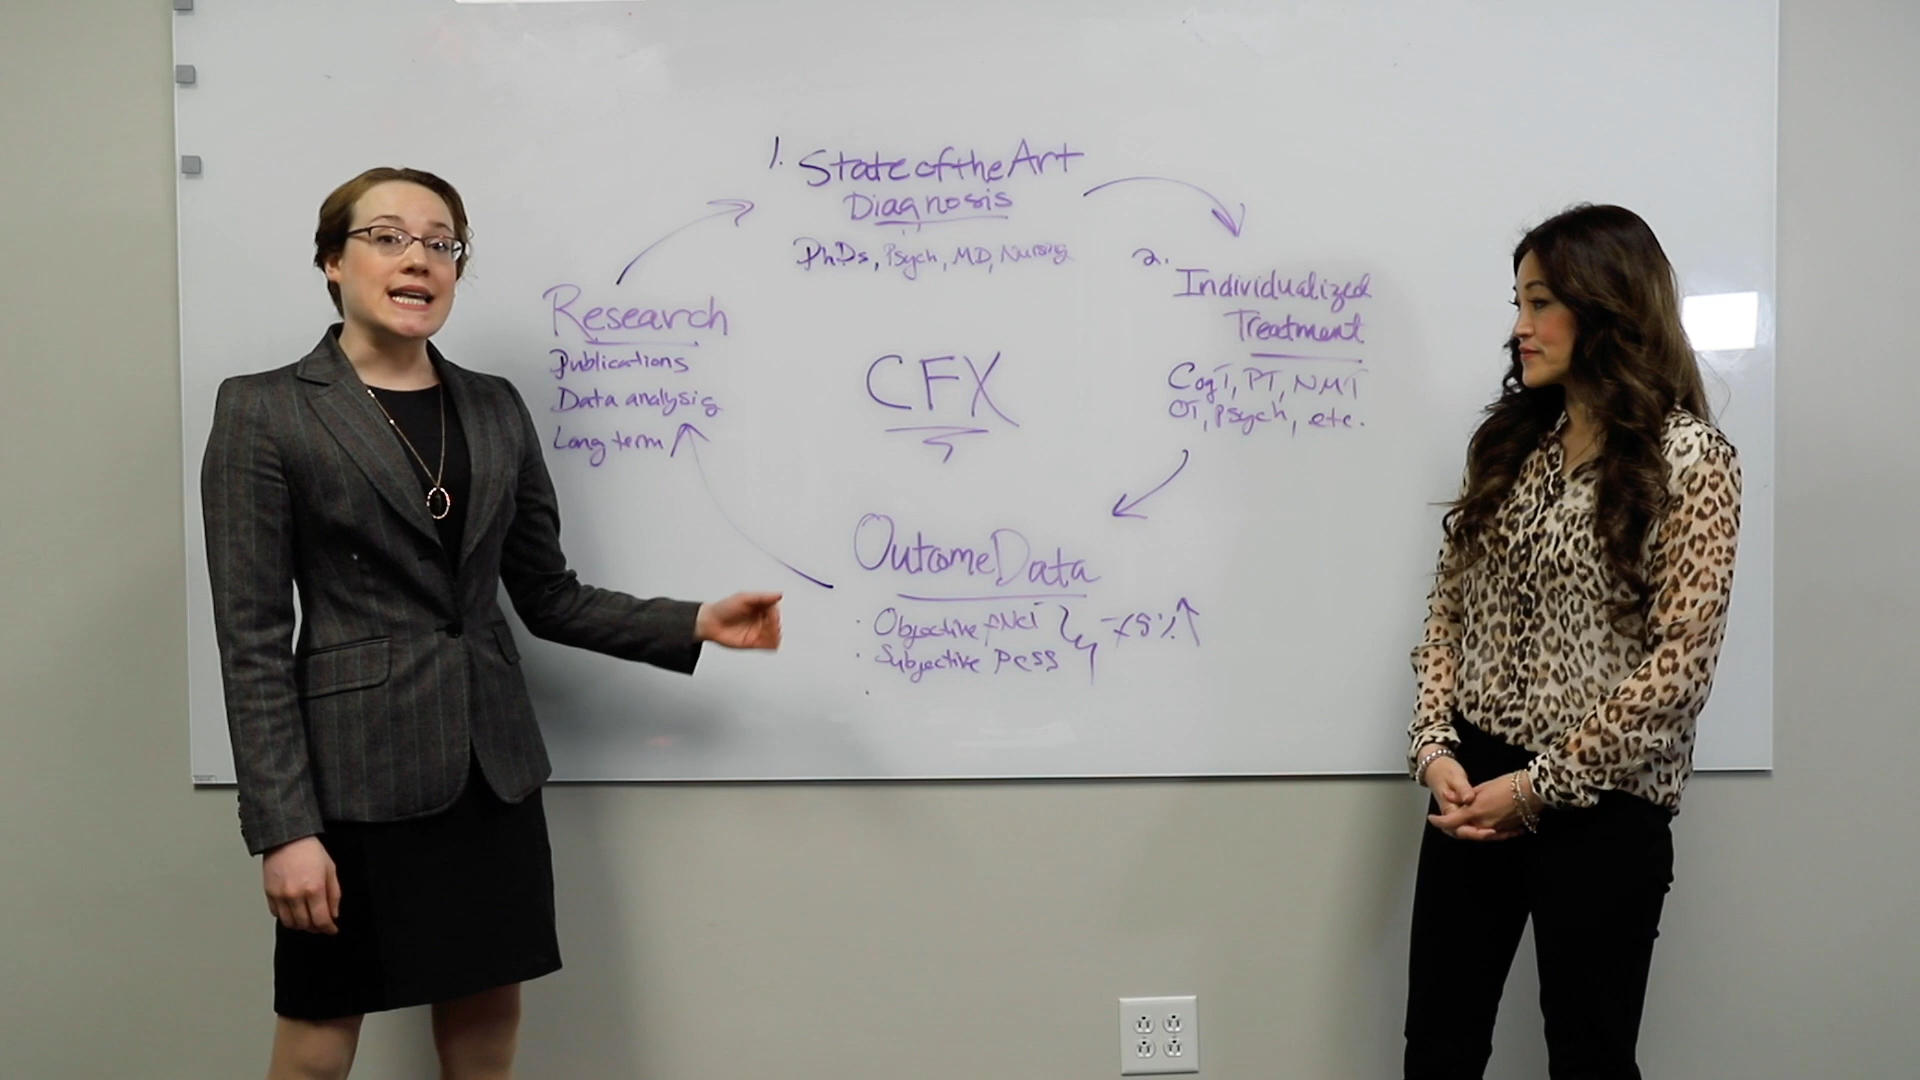 1. State of the Art
Diagnosis
PhDs, Psych, MD, Nursing
2.
Individualized
Treatment
CogT, PT, NMT
OT, psych, etc.
CFX
Research
Publications
Data analysis
Long term
Outcome Data
· Objective fNCI
· Subjective PCSS
75%